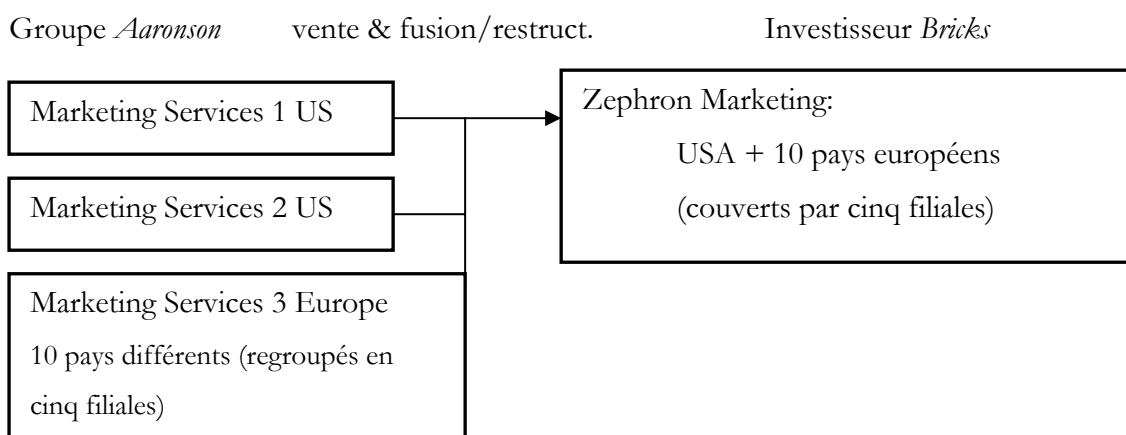 Groupe Aaronson vente & fusion/restruct. Investisseur Bricks
Marketing Services 1 US
Marketing Services 2 US
Marketing Services 3 Europe
10 pays différents (regroupés en
cinq filiales)
Zephron Marketing:
USA + 10 pays européens
(couverts par cinq filiales)